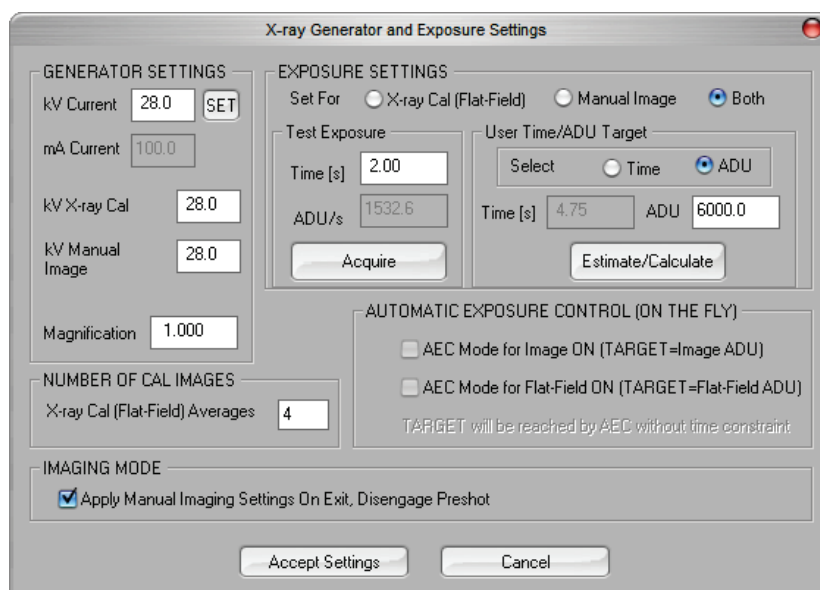 X-ray Generator and Exposure Settings
GENERATOR SETTINGS
kV Current 28.0 SET
mA Current 100.0
kV X-ray Cal 28.0
kV Manual
Image 28.0
Magnification 1.000
EXPOSURE SETTINGS
Set For X-ray Cal (Flat-Field) Manual Image Both
Test Exposure
Time [s] 2.00
ADU/s 1532.6
Acquire
User Time/ADU Target
Select Time ADU
Time [s] 4.75 ADU 6000.0
Estimate/Calculate
AUTOMATIC EXPOSURE CONTROL (ON THE FLY)
AEC Mode for Image ON (TARGET=Image ADU)
AEC Mode for Flat-Field ON (TARGET=Flat-Field ADU)
TARGET will be reached by AEC without time constraint
NUMBER OF CAL IMAGES
X-ray Cal (Flat-Field) Averages 4
IMAGING MODE
Apply Manual Imaging Settings On Exit, Disengage Preshot
Accept Settings Cancel